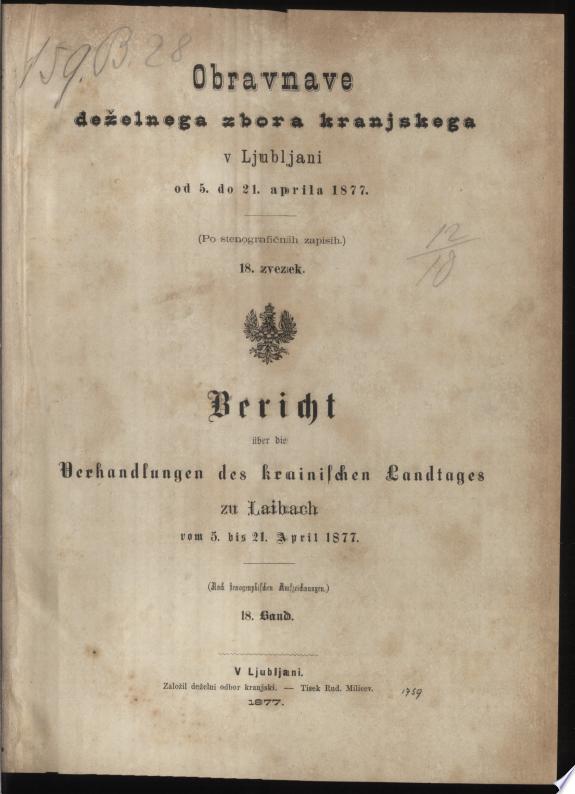 159.B.28
Obravnave
deželnega zbora kranjskega
v Ljubljani
od 5. do 21. aprila 1877.
(Po stenografičnih zapisih.)
12/18
18. zvezek.
Bericht
über die
Verhandlungen des krainischen Landtages
zu Laibach
vom 5. bis 21. April 1877.
(Nach stenographischen Aufzeichnungen.)
18. Band.
V Ljubljani.
Založil deželni odbor kranjski. — Tisek Rud. Milicev.
1759
1877.